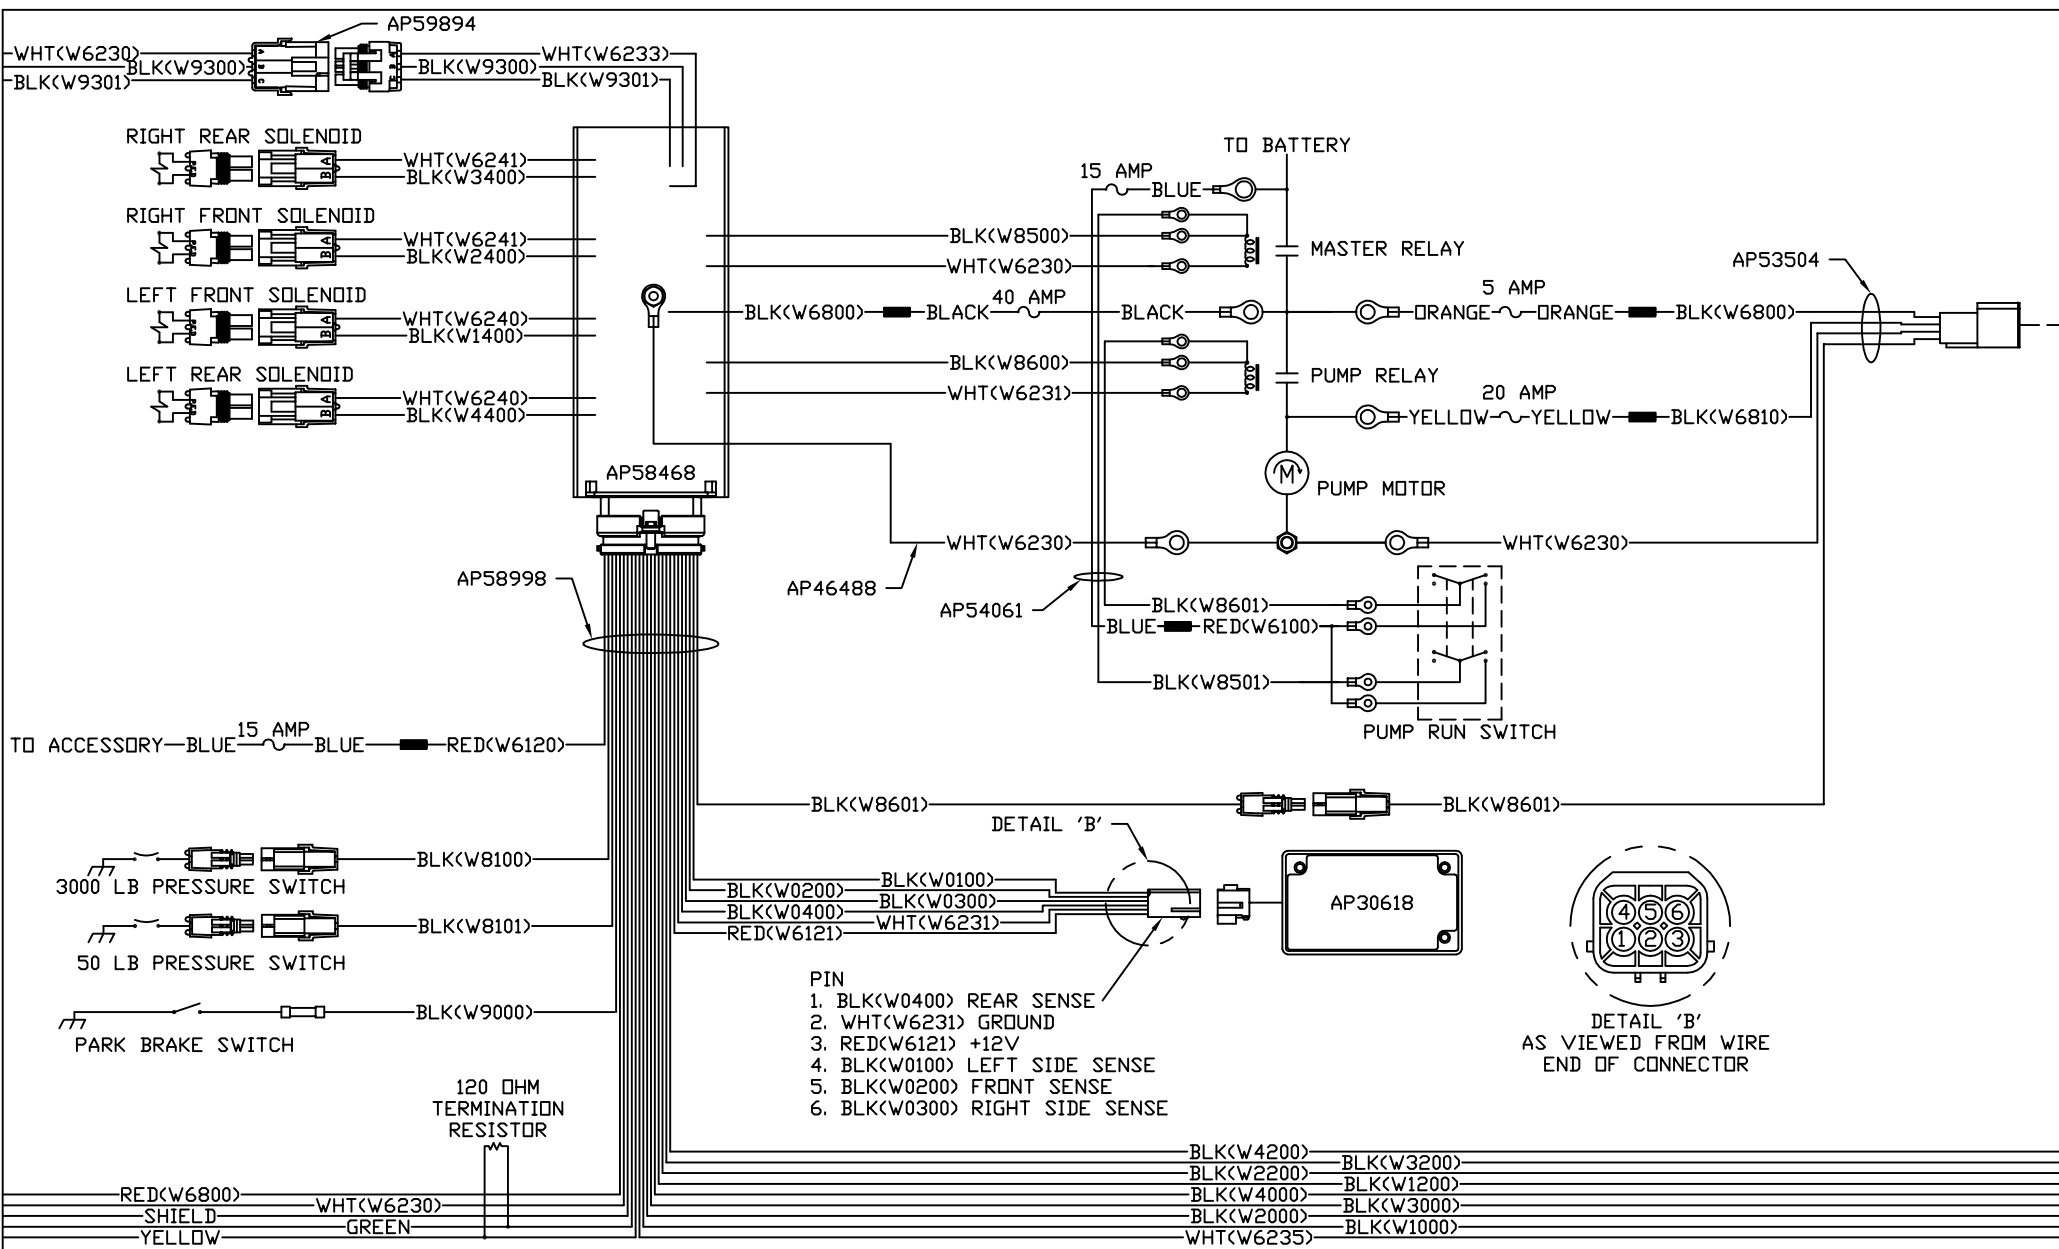 AP59894
WHT(W6230)
BLK(W9300)
BLK(W9301)
WHT(W6233)
BLK(W9300)
BLK(W9301)
RIGHT REAR SOLENOID
A
B
WHT(W6241)
BLK(W3400)
RIGHT FRONT SOLENOID
A
B
WHT(W6241)
BLK(W2400)
LEFT FRONT SOLENOID
A
B
WHT(W6240)
BLK(W1400)
LEFT REAR SOLENOID
A
B
WHT(W6240)
BLK(W4400)
AP58468
TO BATTERY
15 AMP
BLUE
BLK(W8500)
WHT(W6230)
MASTER RELAY
BLK(W6800)
BLACK
40 AMP
BLACK
5 AMP
ORANGE
ORANGE
BLK(W6800)
AP53504
BLK(W8600)
WHT(W6231)
PUMP RELAY
20 AMP
YELLOW
YELLOW
BLK(W6810)
M
PUMP MOTOR
WHT(W6230)
WHT(W6230)
AP58998
AP46488
AP54061
BLK(W8601)
BLUE
RED(W6100)
BLK(W8501)
PUMP RUN SWITCH
TO ACCESSORY
BLUE
15 AMP
BLUE
RED(W6120)
BLK(W8601)
BLK(W8601)
DETAIL 'B'
BLK(W8100)
3000 LB PRESSURE SWITCH
BLK(W8101)
50 LB PRESSURE SWITCH
BLK(W9000)
PARK BRAKE SWITCH
BLK(W0100)
BLK(W0200)
BLK(W0300)
BLK(W0400)
WHT(W6231)
RED(W6121)
AP30618
4 5 6
1 2 3
PIN
1. BLK(W0400) REAR SENSE
2. WHT(W6231) GROUND
3. RED(W6121) +12V
4. BLK(W0100) LEFT SIDE SENSE
5. BLK(W0200) FRONT SENSE
6. BLK(W0300) RIGHT SIDE SENSE
DETAIL 'B'
AS VIEWED FROM WIRE
END OF CONNECTOR
120 OHM
TERMINATION
RESISTOR
RED(W6800)
WHT(W6230)
SHIELD
GREEN
YELLOW
BLK(W4200)
BLK(W3200)
BLK(W2200)
BLK(W1200)
BLK(W4000)
BLK(W3000)
BLK(W2000)
BLK(W1000)
WHT(W6235)